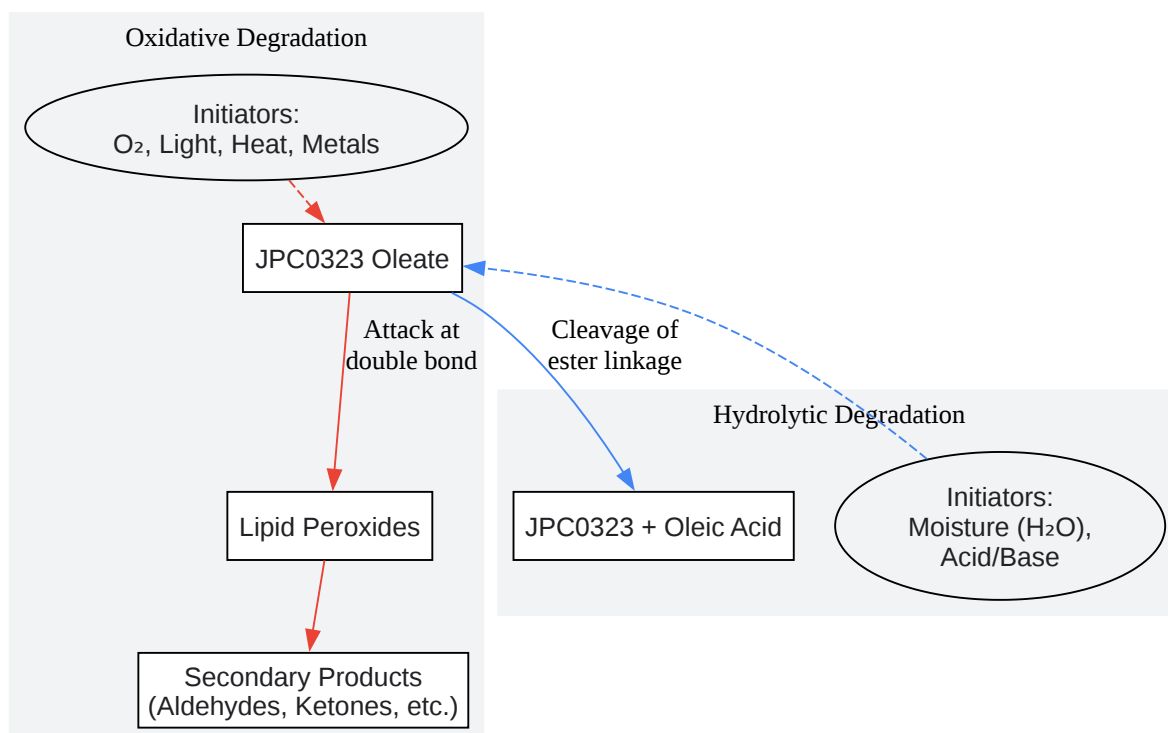 Oxidative Degradation
Initiators:
O₂, Light, Heat, Metals
JPC0323 Oleate
Attack at
double bond
Cleavage of
ester linkage
Hydrolytic Degradation
Lipid Peroxides
JPC0323 + Oleic Acid
Initiators:
Moisture (H₂O),
Acid/Base
Secondary Products
(Aldehydes, Ketones, etc.)